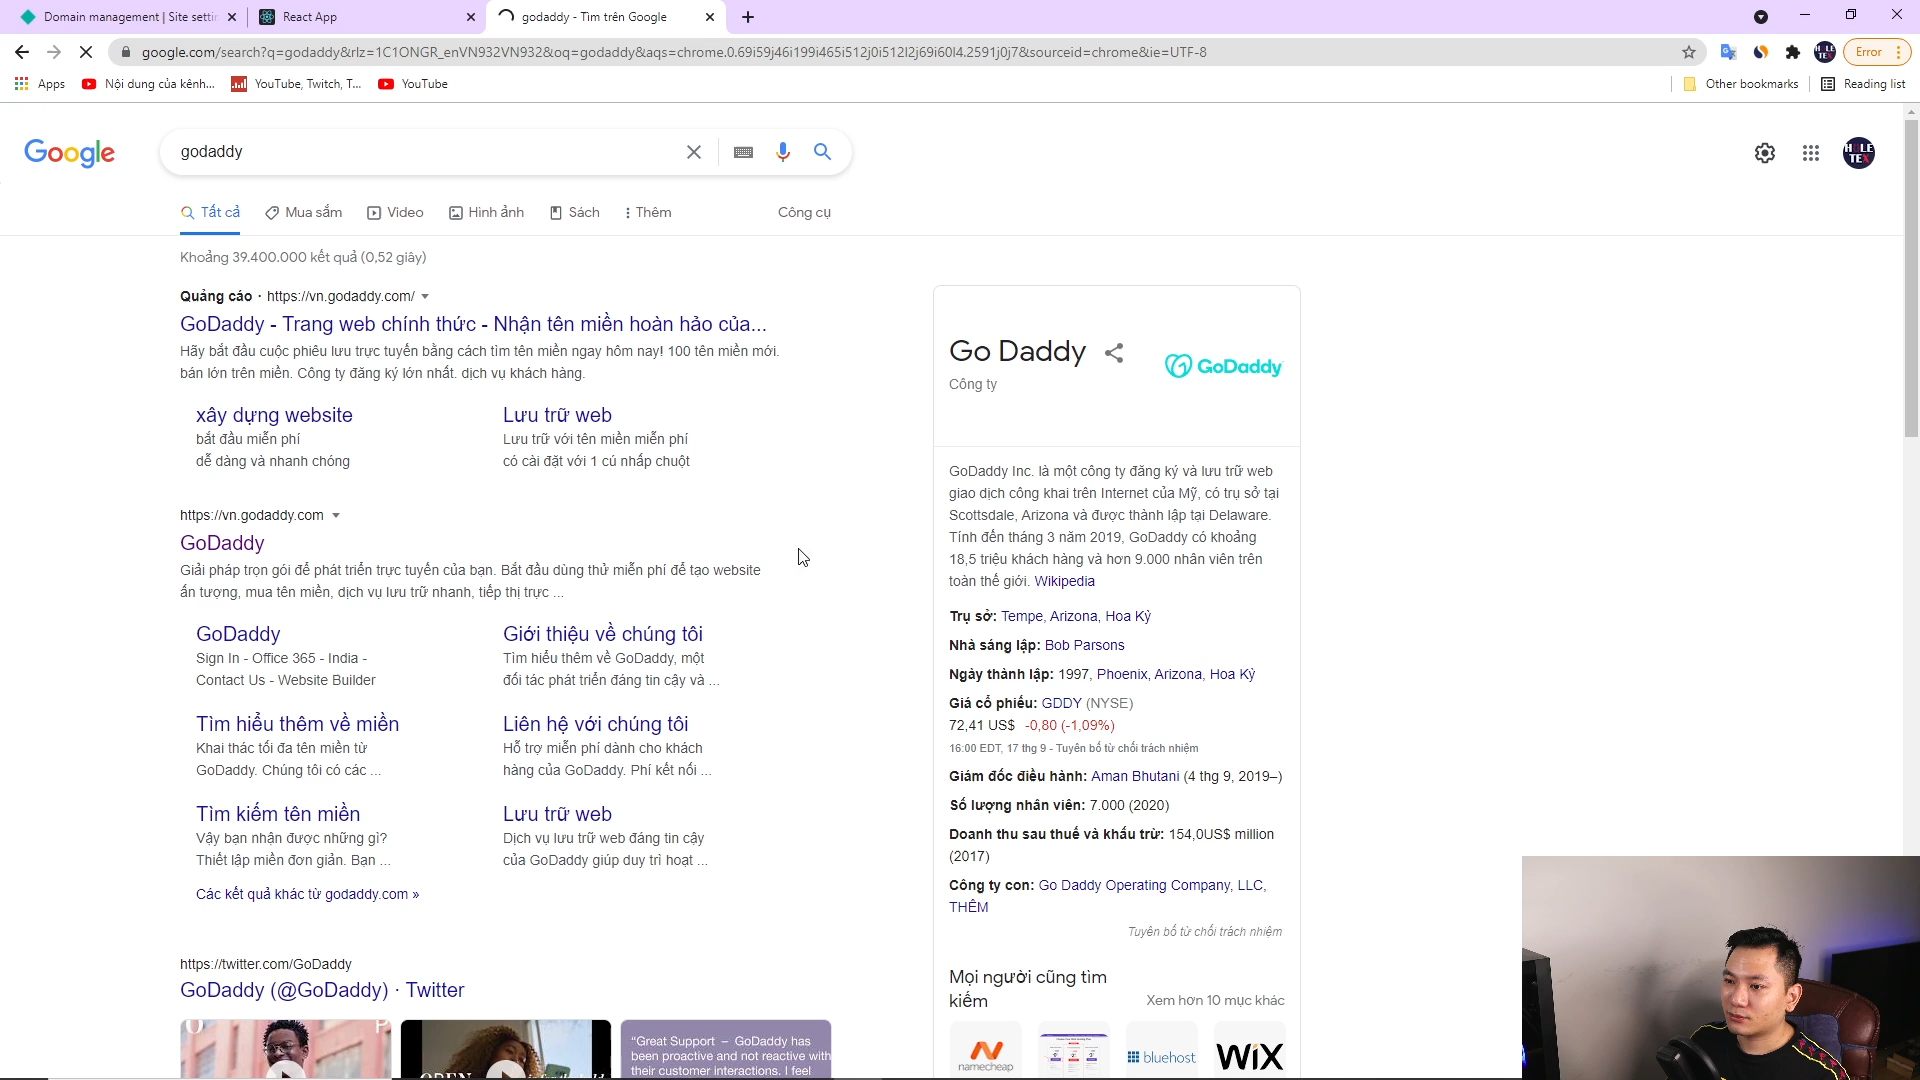 Domain management | Site settin
React App
godaddy - Tìm trên Google
google.com/search?q=godaddy&rlz=1C1ONGR_enVN932VN932&oq=godaddy&aqs=chrome.0.69i59j46i199i465i512j0i512l2j69i60l4.2591j0j7&sourceid=chrome&ie=UTF-8
Error
Apps
Nội dung của kênh...
YouTube, Twitch, T...
YouTube
Other bookmarks
Reading list
Google
godaddy
Tất cả
Mua sắm
Video
Hình ảnh
Sách
Thêm
Công cụ
Khoảng 39.400.000 kết quả (0,52 giây)
Quảng cáo · https://vn.godaddy.com/
GoDaddy - Trang web chính thức - Nhận tên miền hoàn hảo của...
Hãy bắt đầu cuộc phiêu lưu trực tuyến bằng cách tìm tên miền ngay hôm nay! 100 tên miền mới.
bán lớn trên miền. Công ty đăng ký lớn nhất. dịch vụ khách hàng.
xây dựng website
bắt đầu miễn phí
dễ dàng và nhanh chóng
Lưu trữ web
Lưu trữ với tên miền miễn phí
có cài đặt với 1 cú nhấp chuột
https://vn.godaddy.com
GoDaddy
Giải pháp trọn gói để phát triển trực tuyến của bạn. Bắt đầu dùng thử miễn phí để tạo website
ấn tượng, mua tên miền, dịch vụ lưu trữ nhanh, tiếp thị trực ...
GoDaddy
Sign In - Office 365 - India -
Contact Us - Website Builder
Giới thiệu về chúng tôi
Tìm hiểu thêm về GoDaddy, một
đối tác phát triển đáng tin cậy và ...
Tìm hiểu thêm về miền
Khai thác tối đa tên miền từ
GoDaddy. Chúng tôi có các ...
Liên hệ với chúng tôi
Hỗ trợ miễn phí dành cho khách
hàng của GoDaddy. Phí kết nối ...
Tìm kiếm tên miền
Vậy bạn nhận được những gì?
Thiết lập miền đơn giản. Bạn ...
Lưu trữ web
Dịch vụ lưu trữ web đáng tin cậy
của GoDaddy giúp duy trì hoạt ...
Các kết quả khác từ godaddy.com »
https://twitter.com/GoDaddy
GoDaddy (@GoDaddy) · Twitter
OPEN
“Great Support – GoDaddy has
been proactive and not reactive with
their customer interactions. I feel
Go Daddy
GoDaddy
Công ty
GoDaddy Inc. là một công ty đăng ký và lưu trữ web
giao dịch công khai trên Internet của Mỹ, có trụ sở tại
Scottsdale, Arizona và được thành lập tại Delaware.
Tính đến tháng 3 năm 2019, GoDaddy có khoảng
18,5 triệu khách hàng và hơn 9.000 nhân viên trên
toàn thế giới. Wikipedia
Trụ sở: Tempe, Arizona, Hoa Kỳ
Nhà sáng lập: Bob Parsons
Ngày thành lập: 1997, Phoenix, Arizona, Hoa Kỳ
Giá cổ phiếu: GDDY (NYSE)
72,41 US$ -0,80 (-1,09%)
16:00 EDT, 17 thg 9 - Tuyên bố từ chối trách nhiệm
Giám đốc điều hành: Aman Bhutani (4 thg 9, 2019–)
Số lượng nhân viên: 7.000 (2020)
Doanh thu sau thuế và khấu trừ: 154,0US$ million
(2017)
Công ty con: Go Daddy Operating Company, LLC,
THÊM
Tuyên bố từ chối trách nhiệm
Mọi người cũng tìm
kiếm
Xem hơn 10 mục khác
namecheap
bluehost
WiX